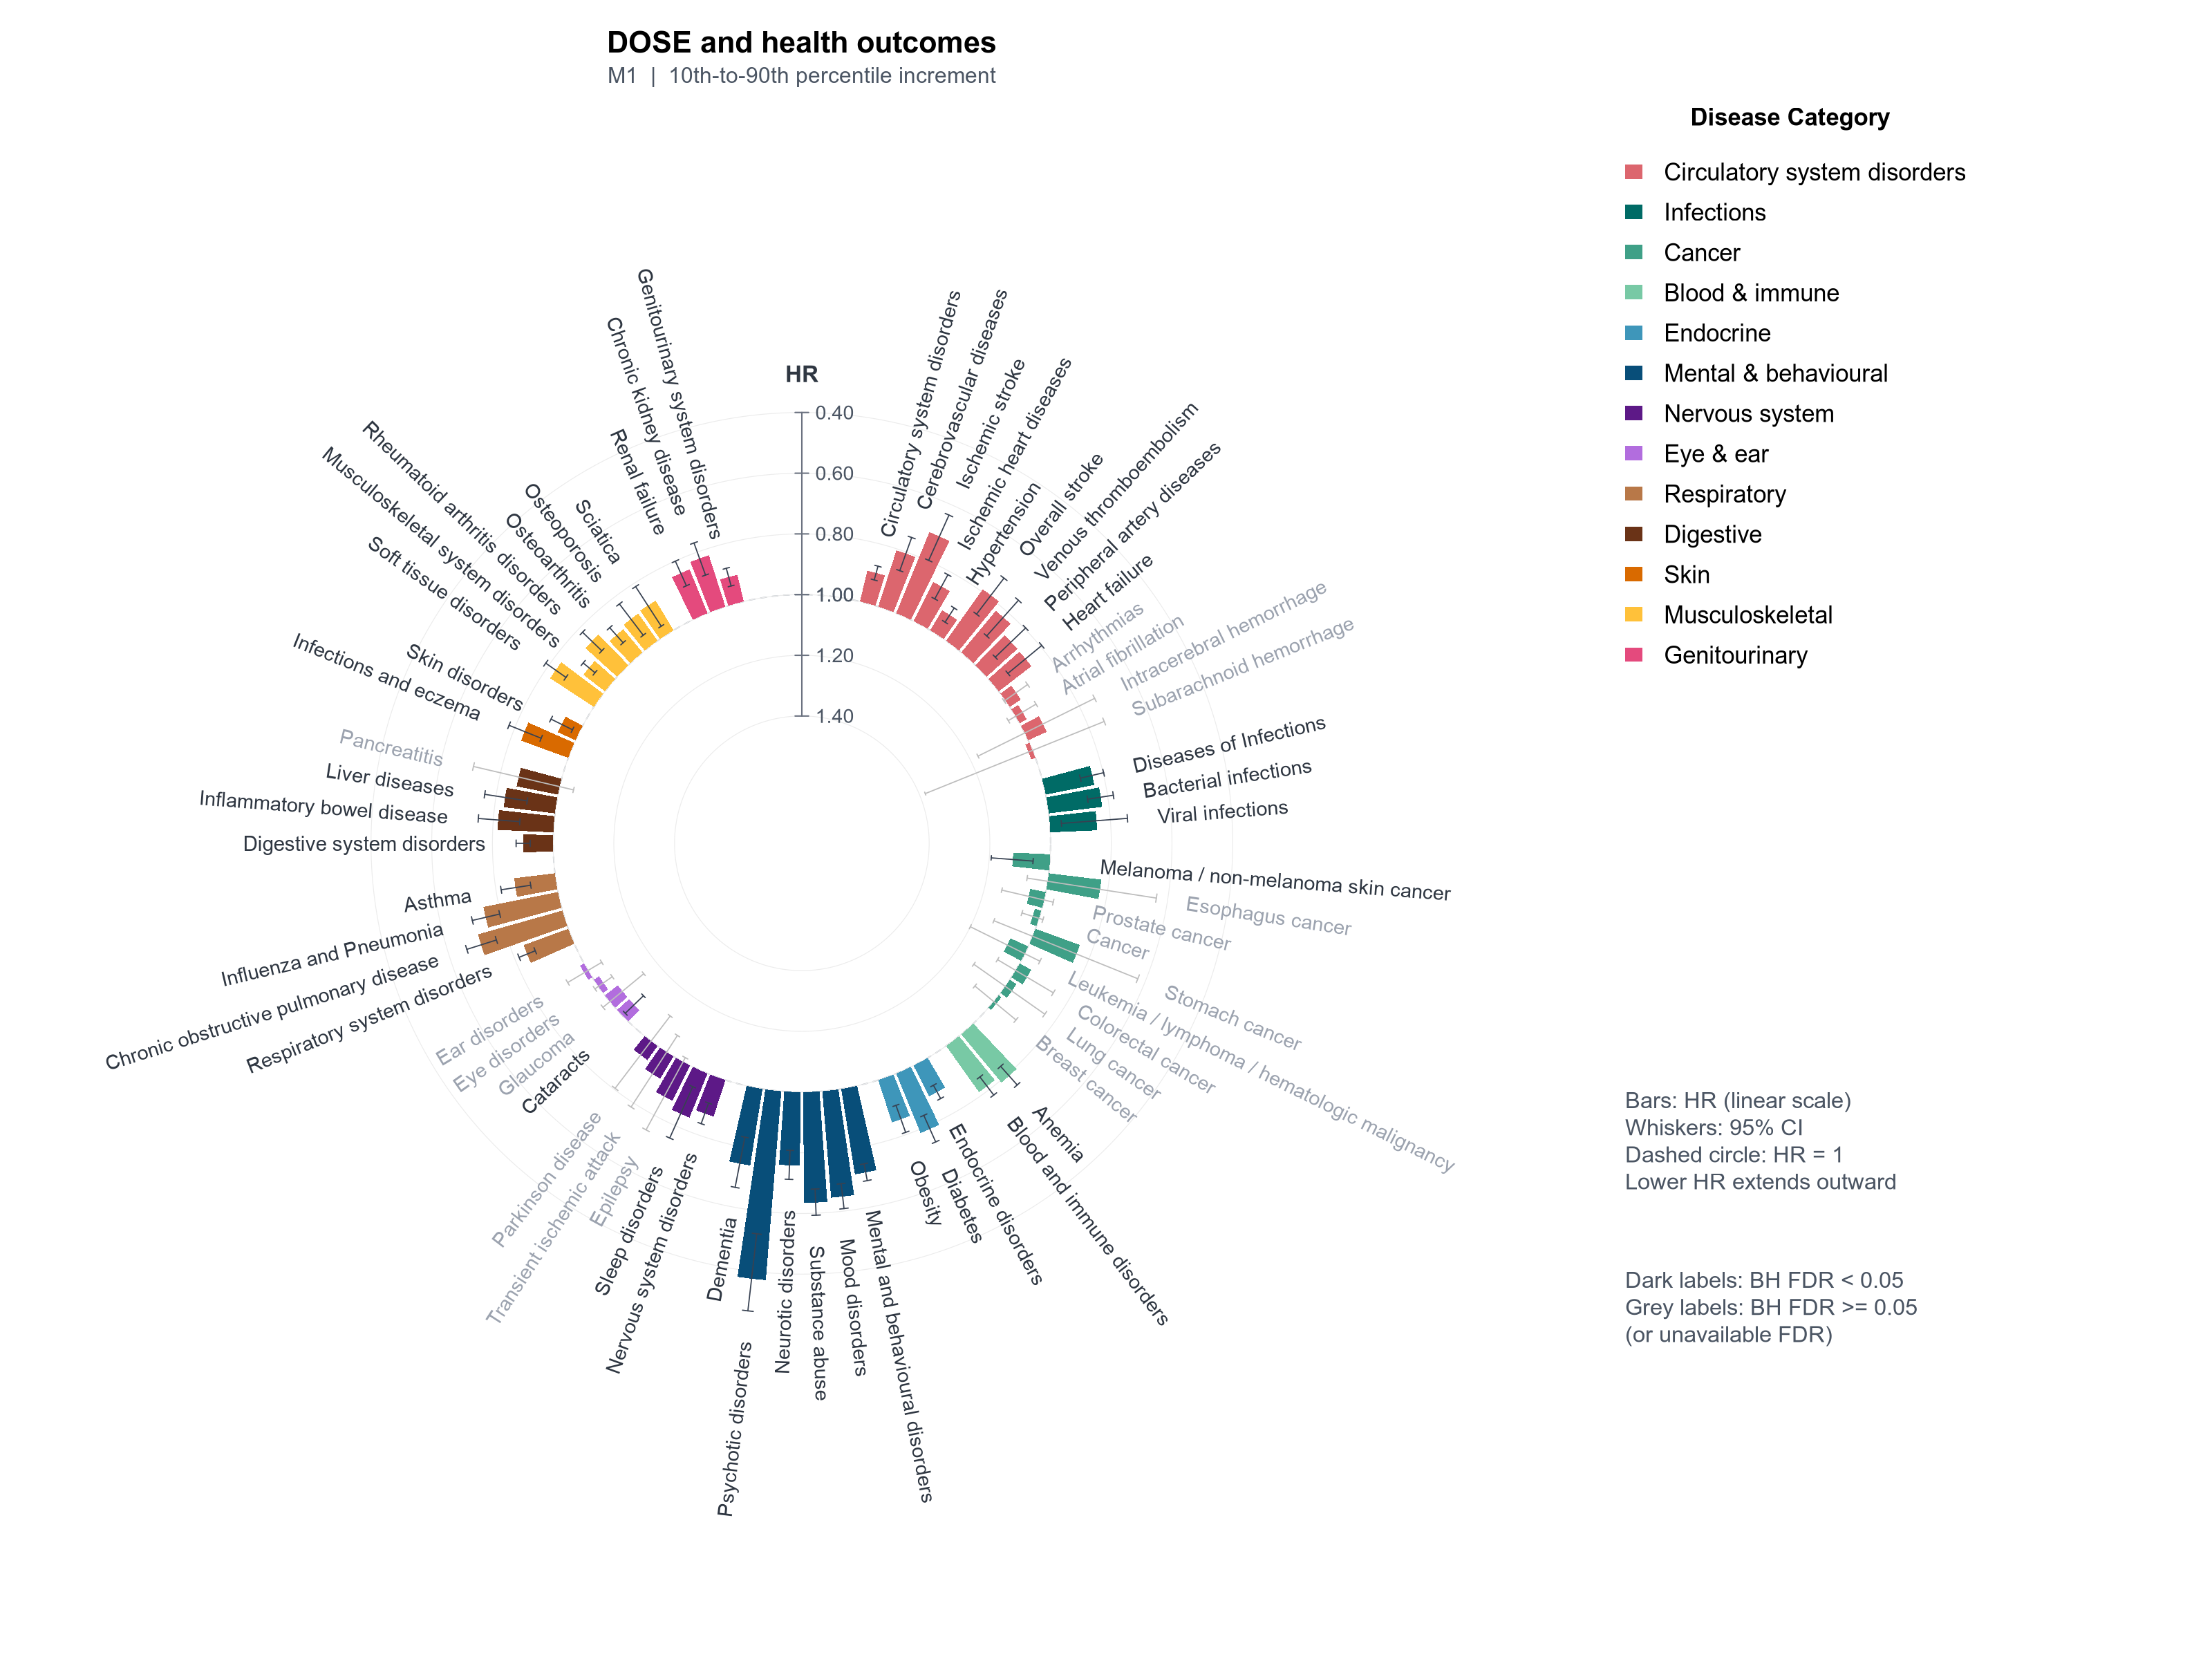 DOSE and health outcomes
M1 | 10th-to-90th percentile increment
HR
0.40
0.60
0.80
1.00
1.20
1.40
Circulatory system disorders
Cerebrovascular diseases
Ischemic stroke
Ischemic heart diseases
Hypertension
Overall stroke
Venous thromboembolism
Peripheral artery diseases
Heart failure
Arrhythmias
Atrial fibrillation
Intracerebral hemorrhage
Subarachnoid hemorrhage
Diseases of Infections
Bacterial infections
Viral infections
Melanoma / non-melanoma skin cancer
Esophagus cancer
Prostate cancer
Cancer
Stomach cancer
Leukemia / lymphoma / hematologic malignancy
Colorectal cancer
Lung cancer
Breast cancer
Anemia
Blood and immune disorders
Endocrine disorders
Diabetes
Obesity
Mental and behavioural disorders
Mood disorders
Substance abuse
Neurotic disorders
Psychotic disorders
Dementia
Nervous system disorders
Sleep disorders
Epilepsy
Transient ischemic attack
Parkinson disease
Cataracts
Glaucoma
Eye disorders
Ear disorders
Respiratory system disorders
Chronic obstructive pulmonary disease
Influenza and Pneumonia
Asthma
Digestive system disorders
Inflammatory bowel disease
Liver diseases
Pancreatitis
Infections and eczema
Skin disorders
Soft tissue disorders
Musculoskeletal system disorders
Rheumatoid arthritis disorders
Osteoarthritis
Osteoporosis
Sciatica
Renal failure
Chronic kidney disease
Genitourinary system disorders
Disease Category
Circulatory system disorders
Infections
Cancer
Blood & immune
Endocrine
Mental & behavioural
Nervous system
Eye & ear
Respiratory
Digestive
Skin
Musculoskeletal
Genitourinary
Bars: HR (linear scale)
Whiskers: 95% CI
Dashed circle: HR = 1
Lower HR extends outward
Dark labels: BH FDR < 0.05
Grey labels: BH FDR >= 0.05
(or unavailable FDR)